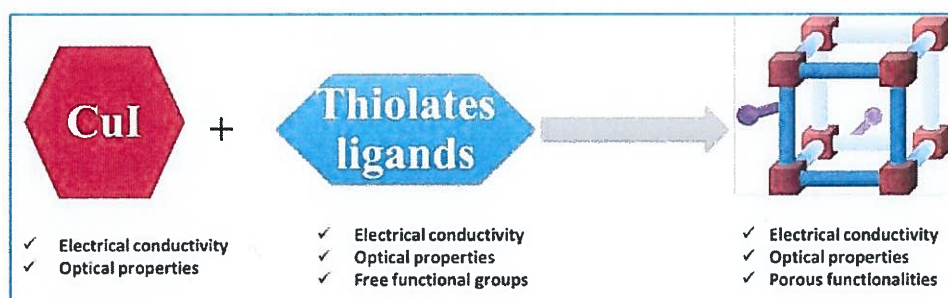 CuI
+
Thiolates
ligands
✓ Electrical conductivity
✓ Optical properties
✓ Electrical conductivity
✓ Optical properties
✓ Free functional groups
✓ Electrical conductivity
✓ Optical properties
✓ Porous functionalities